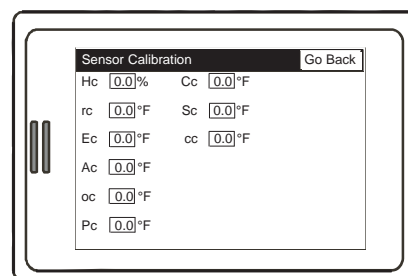 Sensor Calibration Go Back
Hc 0.0 % Cc 0.0 °F
rc 0.0 °F Sc 0.0 °F
Ec 0.0 °F cc 0.0 °F
Ac 0.0 °F
oc 0.0 °F
Pc 0.0 °F